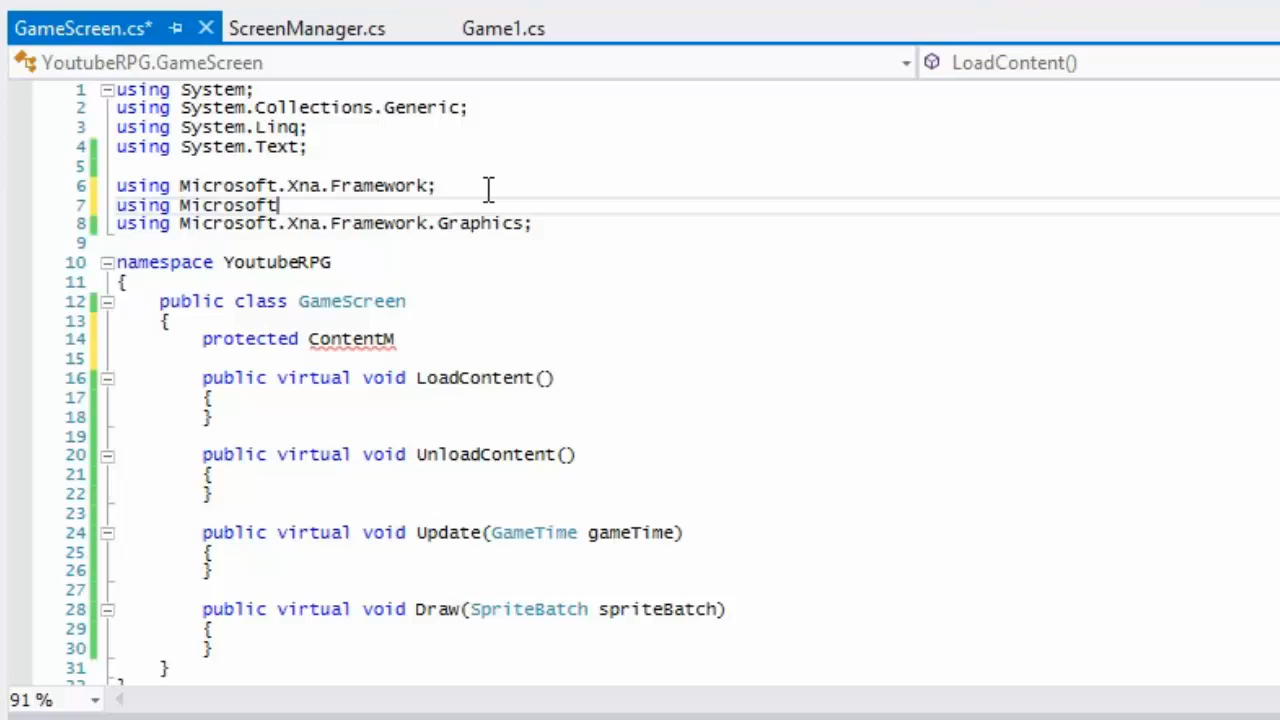 GameScreen.cs* ScreenManager.cs Game1.cs
YoutubeRPG.GameScreen LoadContent()
1 using System;
2 using System.Collections.Generic;
3 using System.Linq;
4 using System.Text;
5
6 using Microsoft.Xna.Framework;
7 using Microsoft
8 using Microsoft.Xna.Framework.Graphics;
9
10 namespace YoutubeRPG
11 {
12 public class GameScreen
13 {
14 protected ContentM
15
16 public virtual void LoadContent()
17 {
18 }
19
20 public virtual void UnloadContent()
21 {
22 }
23
24 public virtual void Update(GameTime gameTime)
25 {
26 }
27
28 public virtual void Draw(SpriteBatch spriteBatch)
29 {
30 }
31 }
91 %